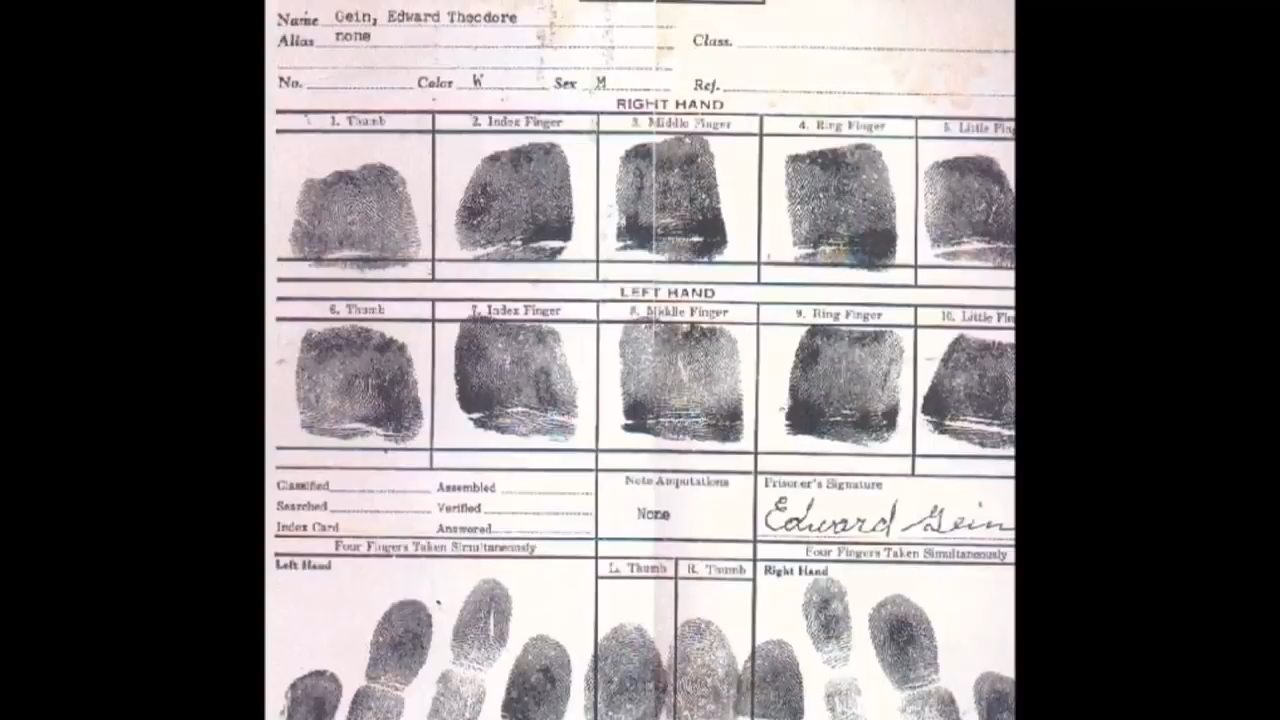 Name Gein, Edward Theodore
Alias none
Class.
No. Color W Sex M Ref.
RIGHT HAND
1. Thumb 2. Index Finger 3. Middle Finger 4. Ring Finger 5. Little Fin
LEFT HAND
6. Thumb 7. Index Finger 8. Middle Finger 9. Ring Finger 10. Little Fin
Classified Assembled Note Amputations Prisoner's Signature
Searched Verified None Edward Gein
Index Card Answered
Four Fingers Taken Simultaneously Four Fingers Taken Simultaneously
Left Hand L. Thumb R. Thumb Right Hand